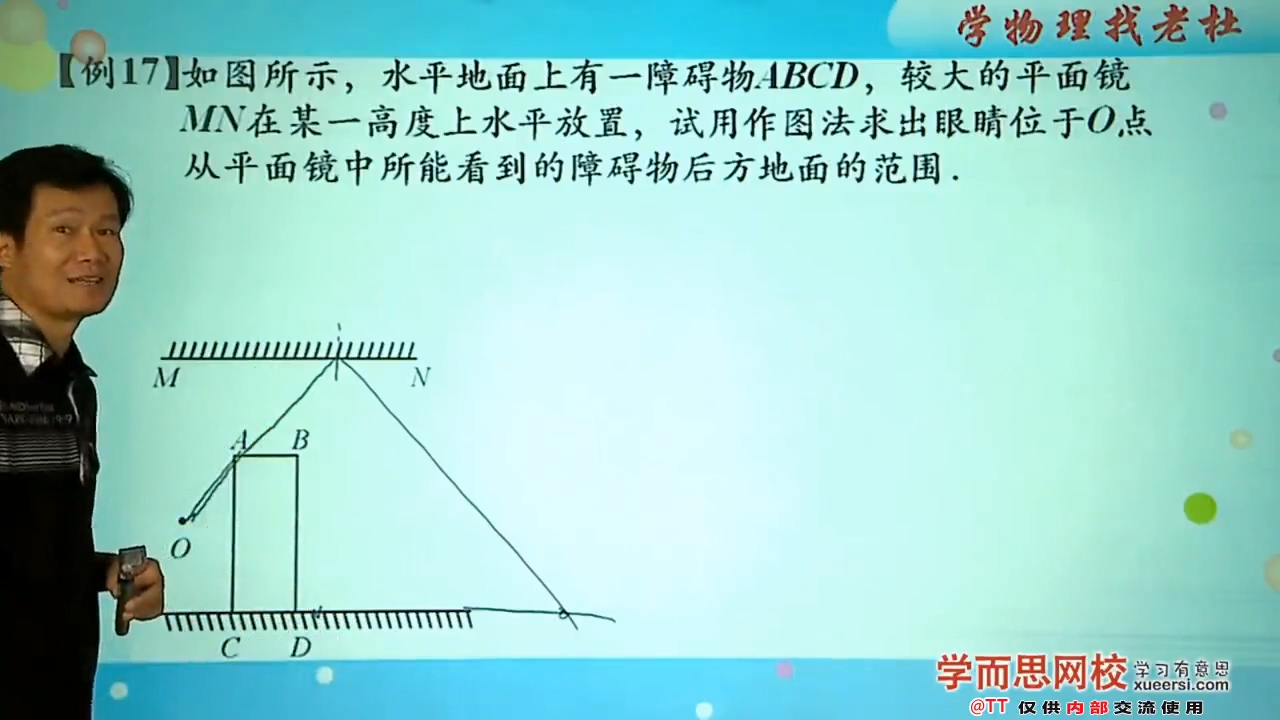 学物理找老杜
【例17】如图所示，水平地面上有一障碍物ABCD，较大的平面镜
MN在某一高度上水平放置，试用作图法求出眼睛位于O点
从平面镜中所能看到的障碍物后方地面的范围.
M
N
A
B
O
C
D
学而思网校 学习有意思
xueersi.com
@TT 仅供内部交流使用